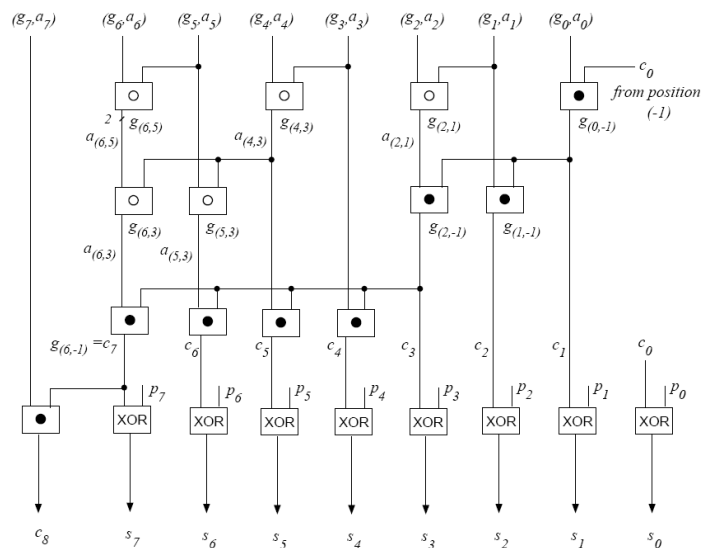 (g7,a7) (g6,a6) (g5,a5) (g4,a4) (g3,a3) (g2,a2) (g1,a1) (g0,a0)
c0
from position
(-1)
2 g(6,5) g(4,3) g(2,1) g(0,-1)
a(6,5) a(4,3) a(2,1)
g(6,3) g(5,3) g(2,-1) g(1,-1)
a(6,3) a(5,3)
g(6,-1) =c7 c6 c5 c4 c3 c2 c1 c0
p7 p6 p5 p4 p3 p2 p1 p0
XOR XOR XOR XOR XOR XOR XOR XOR
c8 s7 s6 s5 s4 s3 s2 s1 s0